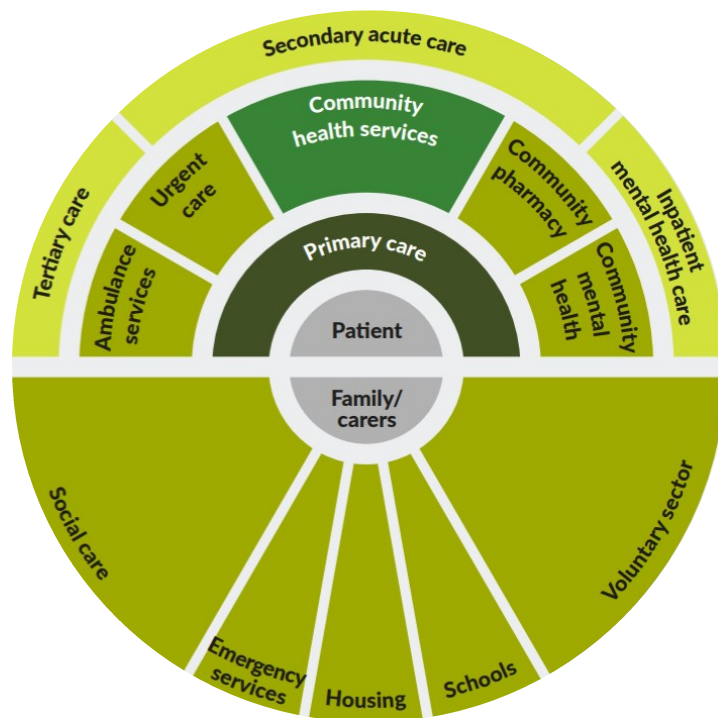 Secondary acute care
Community
health services
Urgent
care
Community
pharmacy
Tertiary care
Ambulance
services
Primary care
Community
mental
health
Inpatient
mental health care
Patient
Family/
carers
Social care
Emergency
services
Housing
Schools
Voluntary sector